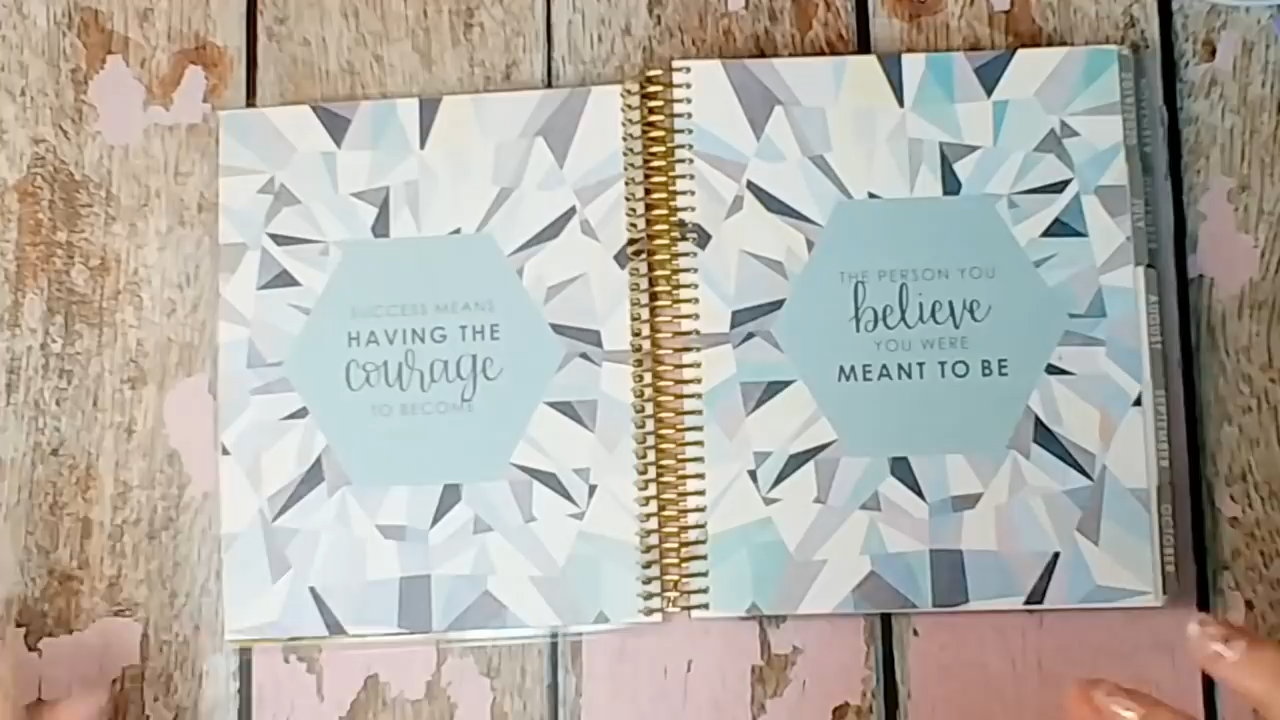 SUCCESS MEANS
HAVING THE
courage
TO BECOME
THE PERSON YOU
believe
YOU WERE
MEANT TO BE
JULY
AUGUST
SEPTEMBER
OCTOBER